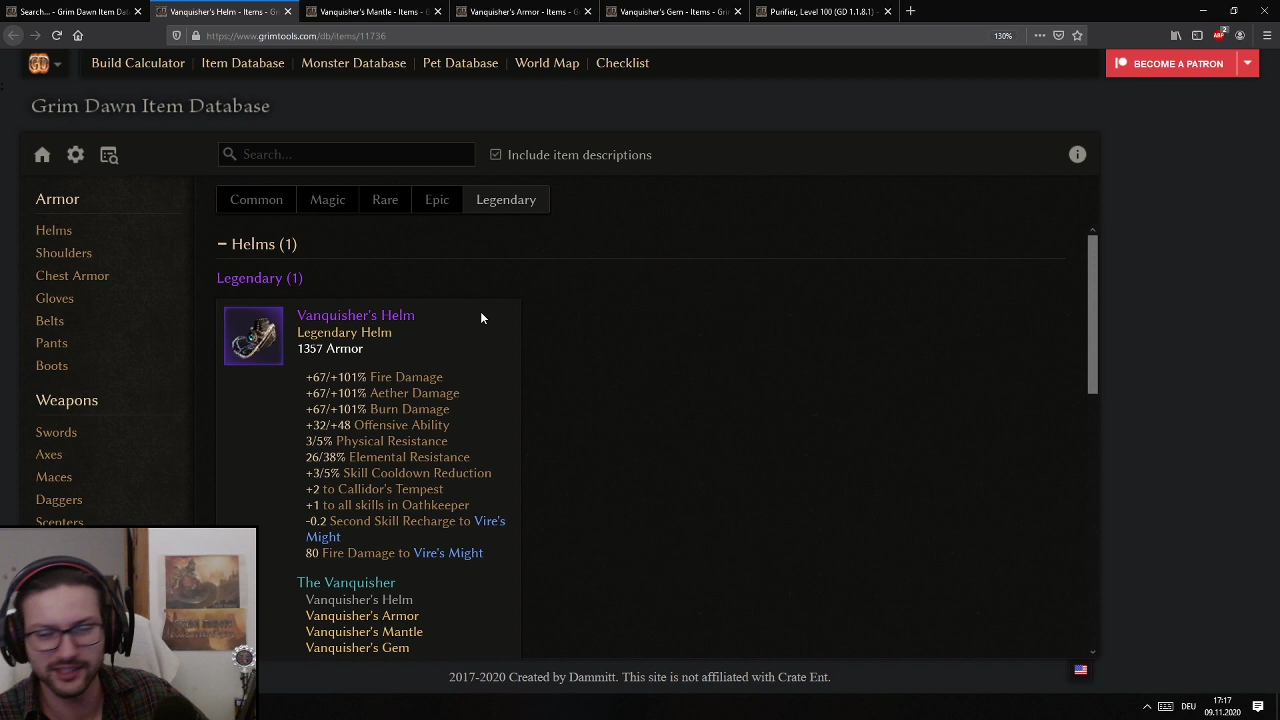 Search... - Grim Dawn Item Datab
Vanquisher's Helm - Items - Gri
Vanquisher's Mantle - Items - G
Vanquisher's Armor - Items - Gr
Vanquisher's Gem - Items - Grim
Purifier, Level 100 (GD 1.1.8.1) -
https://www.grimtools.com/db/items/11736
130%
2
Build Calculator
Item Database
Monster Database
Pet Database
World Map
Checklist
BECOME A PATRON
Grim Dawn Item Database
Search...
Include item descriptions
Armor
Helms
Shoulders
Chest Armor
Gloves
Belts
Pants
Boots
Weapons
Swords
Axes
Maces
Daggers
Scepters
Common
Magic
Rare
Epic
Legendary
− Helms (1)
Legendary (1)
Vanquisher's Helm
Legendary Helm
1357 Armor
+67/+101% Fire Damage
+67/+101% Aether Damage
+67/+101% Burn Damage
+32/+48 Offensive Ability
3/5% Physical Resistance
26/38% Elemental Resistance
+3/5% Skill Cooldown Reduction
+2 to Callidor's Tempest
+1 to all skills in Oathkeeper
-0.2 Second Skill Recharge to Vire's
Might
80 Fire Damage to Vire's Might
The Vanquisher
Vanquisher's Helm
Vanquisher's Armor
Vanquisher's Mantle
Vanquisher's Gem
2017-2020 Created by Dammitt. This site is not affiliated with Crate Ent.
DEU
17:17
09.11.2020